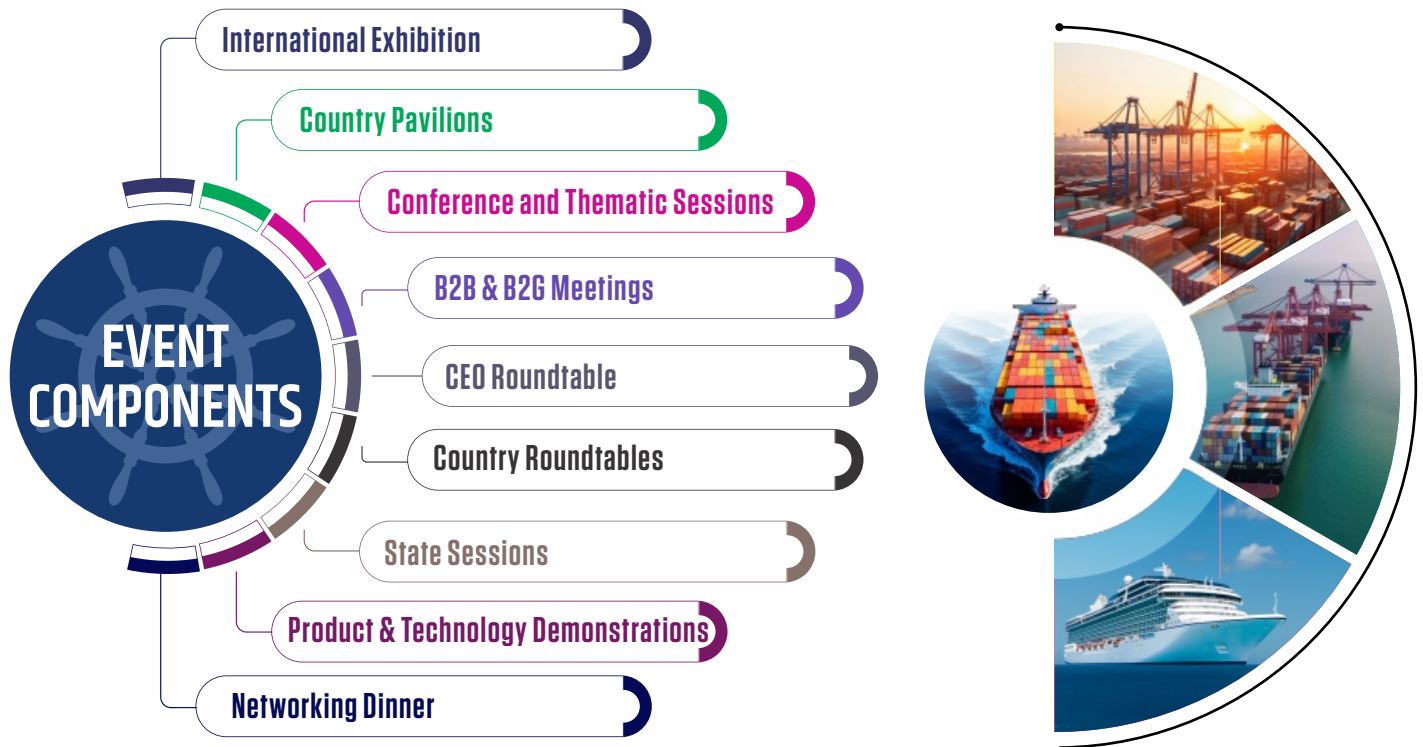 International Exhibition
Country Pavilions
Conference and Thematic Sessions
B2B & B2G Meetings
EVENT
COMPONENTS
CEO Roundtable
Country Roundtables
State Sessions
Product & Technology Demonstrations
Networking Dinner